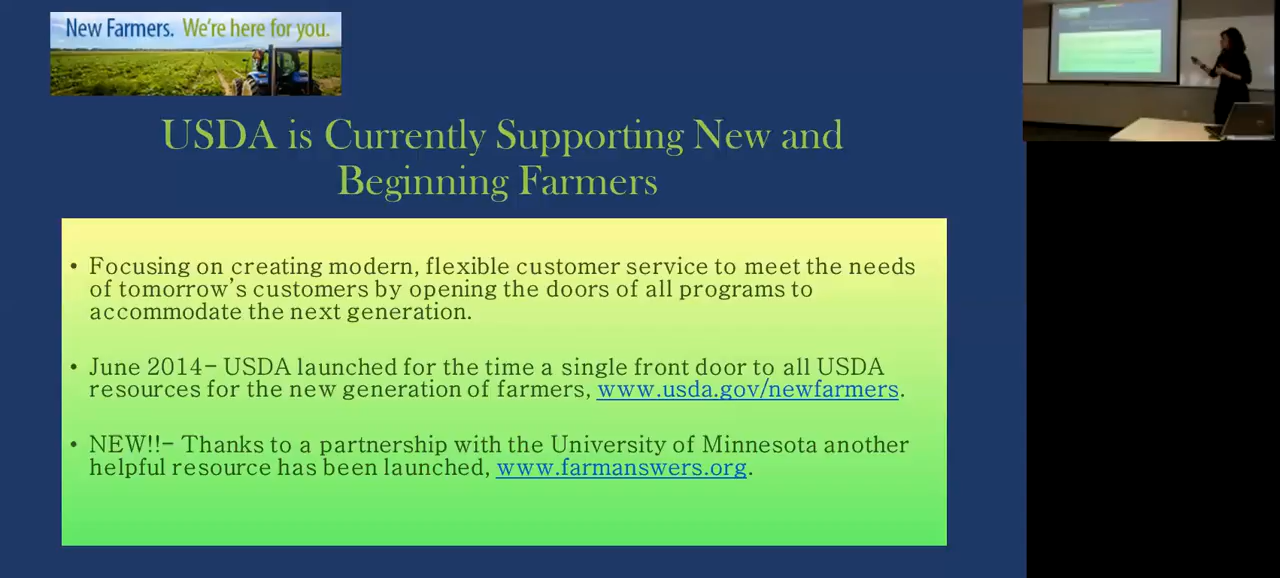 New Farmers. We're here for you.
USDA is Currently Supporting New and
Beginning Farmers
• Focusing on creating modern, flexible customer service to meet the needs
of tomorrow's customers by opening the doors of all programs to
accommodate the next generation.
• June 2014- USDA launched for the time a single front door to all USDA
resources for the new generation of farmers, www.usda.gov/newfarmers.
• NEW!!- Thanks to a partnership with the University of Minnesota another
helpful resource has been launched, www.farmanswers.org.